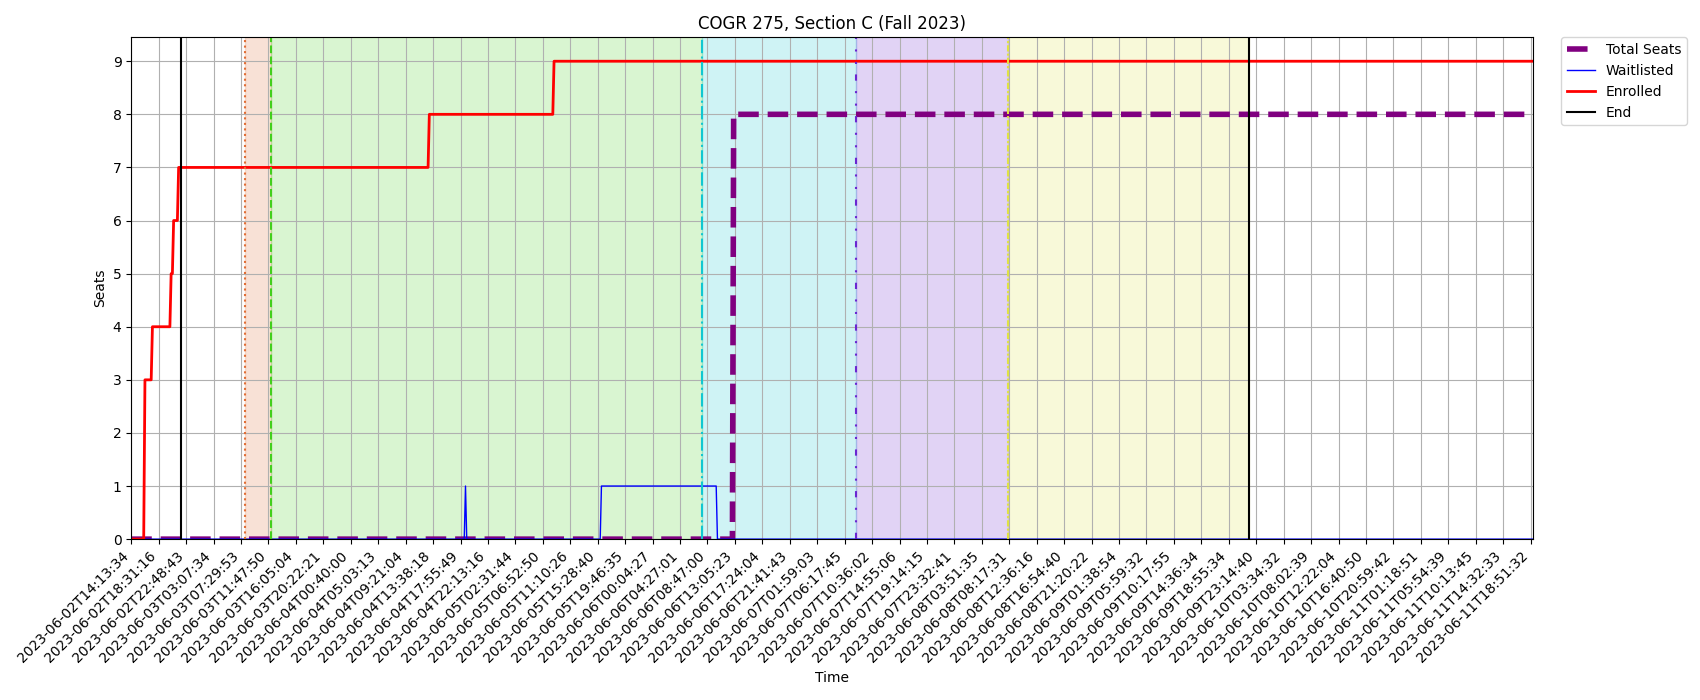 COGR 275, Section C (Fall 2023)
Total Seats
Waitlisted
Enrolled
End
Seats
9
8
7
6
5
4
3
2
1
0
2023-06-02T14:13:34
2023-06-02T18:31:16
2023-06-02T22:48:43
2023-06-03T03:07:34
2023-06-03T07:29:53
2023-06-03T11:47:50
2023-06-03T16:05:04
2023-06-03T20:22:21
2023-06-04T00:40:00
2023-06-04T05:03:13
2023-06-04T09:21:04
2023-06-04T13:38:18
2023-06-04T17:55:49
2023-06-04T22:13:16
2023-06-05T02:31:44
2023-06-05T06:52:50
2023-06-05T11:10:26
2023-06-05T15:28:40
2023-06-05T19:46:35
2023-06-06T00:04:27
2023-06-06T04:27:01
2023-06-06T08:47:00
2023-06-06T13:05:23
2023-06-06T17:24:04
2023-06-06T21:41:43
2023-06-07T01:59:03
2023-06-07T06:17:45
2023-06-07T10:36:02
2023-06-07T14:55:06
2023-06-07T19:14:15
2023-06-07T23:32:41
2023-06-08T03:51:35
2023-06-08T08:17:31
2023-06-08T12:36:16
2023-06-08T16:54:40
2023-06-08T21:20:22
2023-06-09T01:38:54
2023-06-09T05:59:32
2023-06-09T10:17:55
2023-06-09T14:36:34
2023-06-09T18:55:34
2023-06-09T23:14:40
2023-06-10T03:34:32
2023-06-10T08:02:39
2023-06-10T12:22:04
2023-06-10T16:40:50
2023-06-10T20:59:42
2023-06-11T01:18:51
2023-06-11T05:54:39
2023-06-11T10:13:45
2023-06-11T14:32:33
2023-06-11T18:51:32
Time